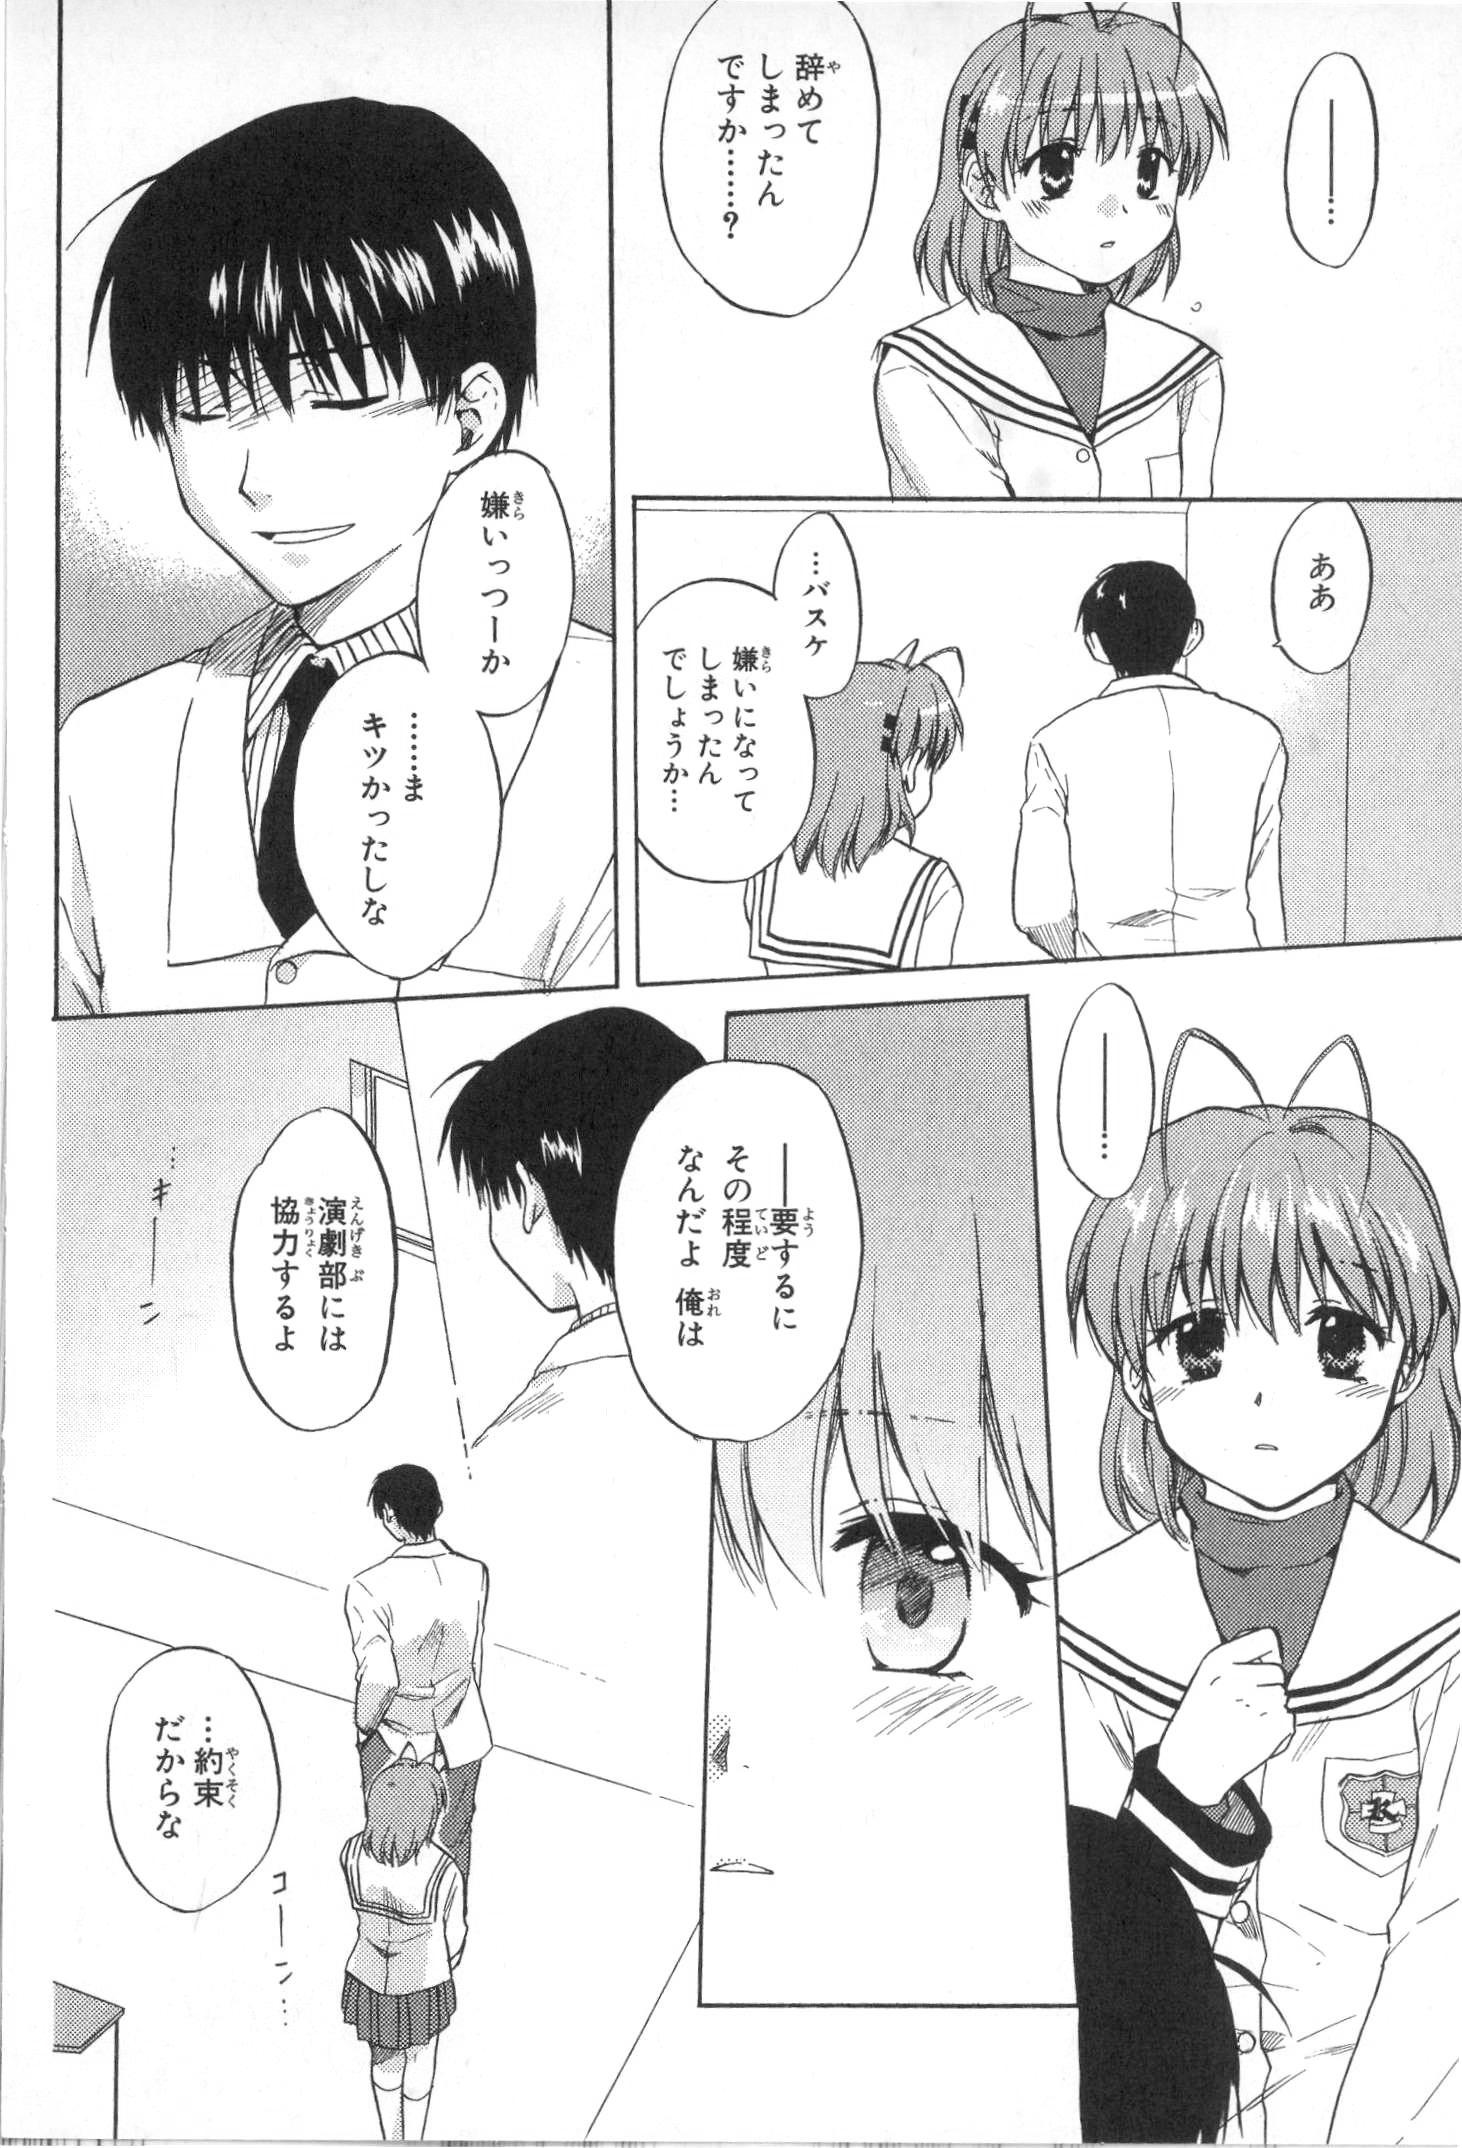 ――…
辞めて
しまったん
ですか……？
ああ
…バスケ
嫌いになって
しまったん
でしょうか…
嫌いっつーか
……ま
キツかったしな
――…
――要するに
その程度
なんだよ 俺は
演劇部には
協力するよ
…キーン
…約束
だからな
コーン…